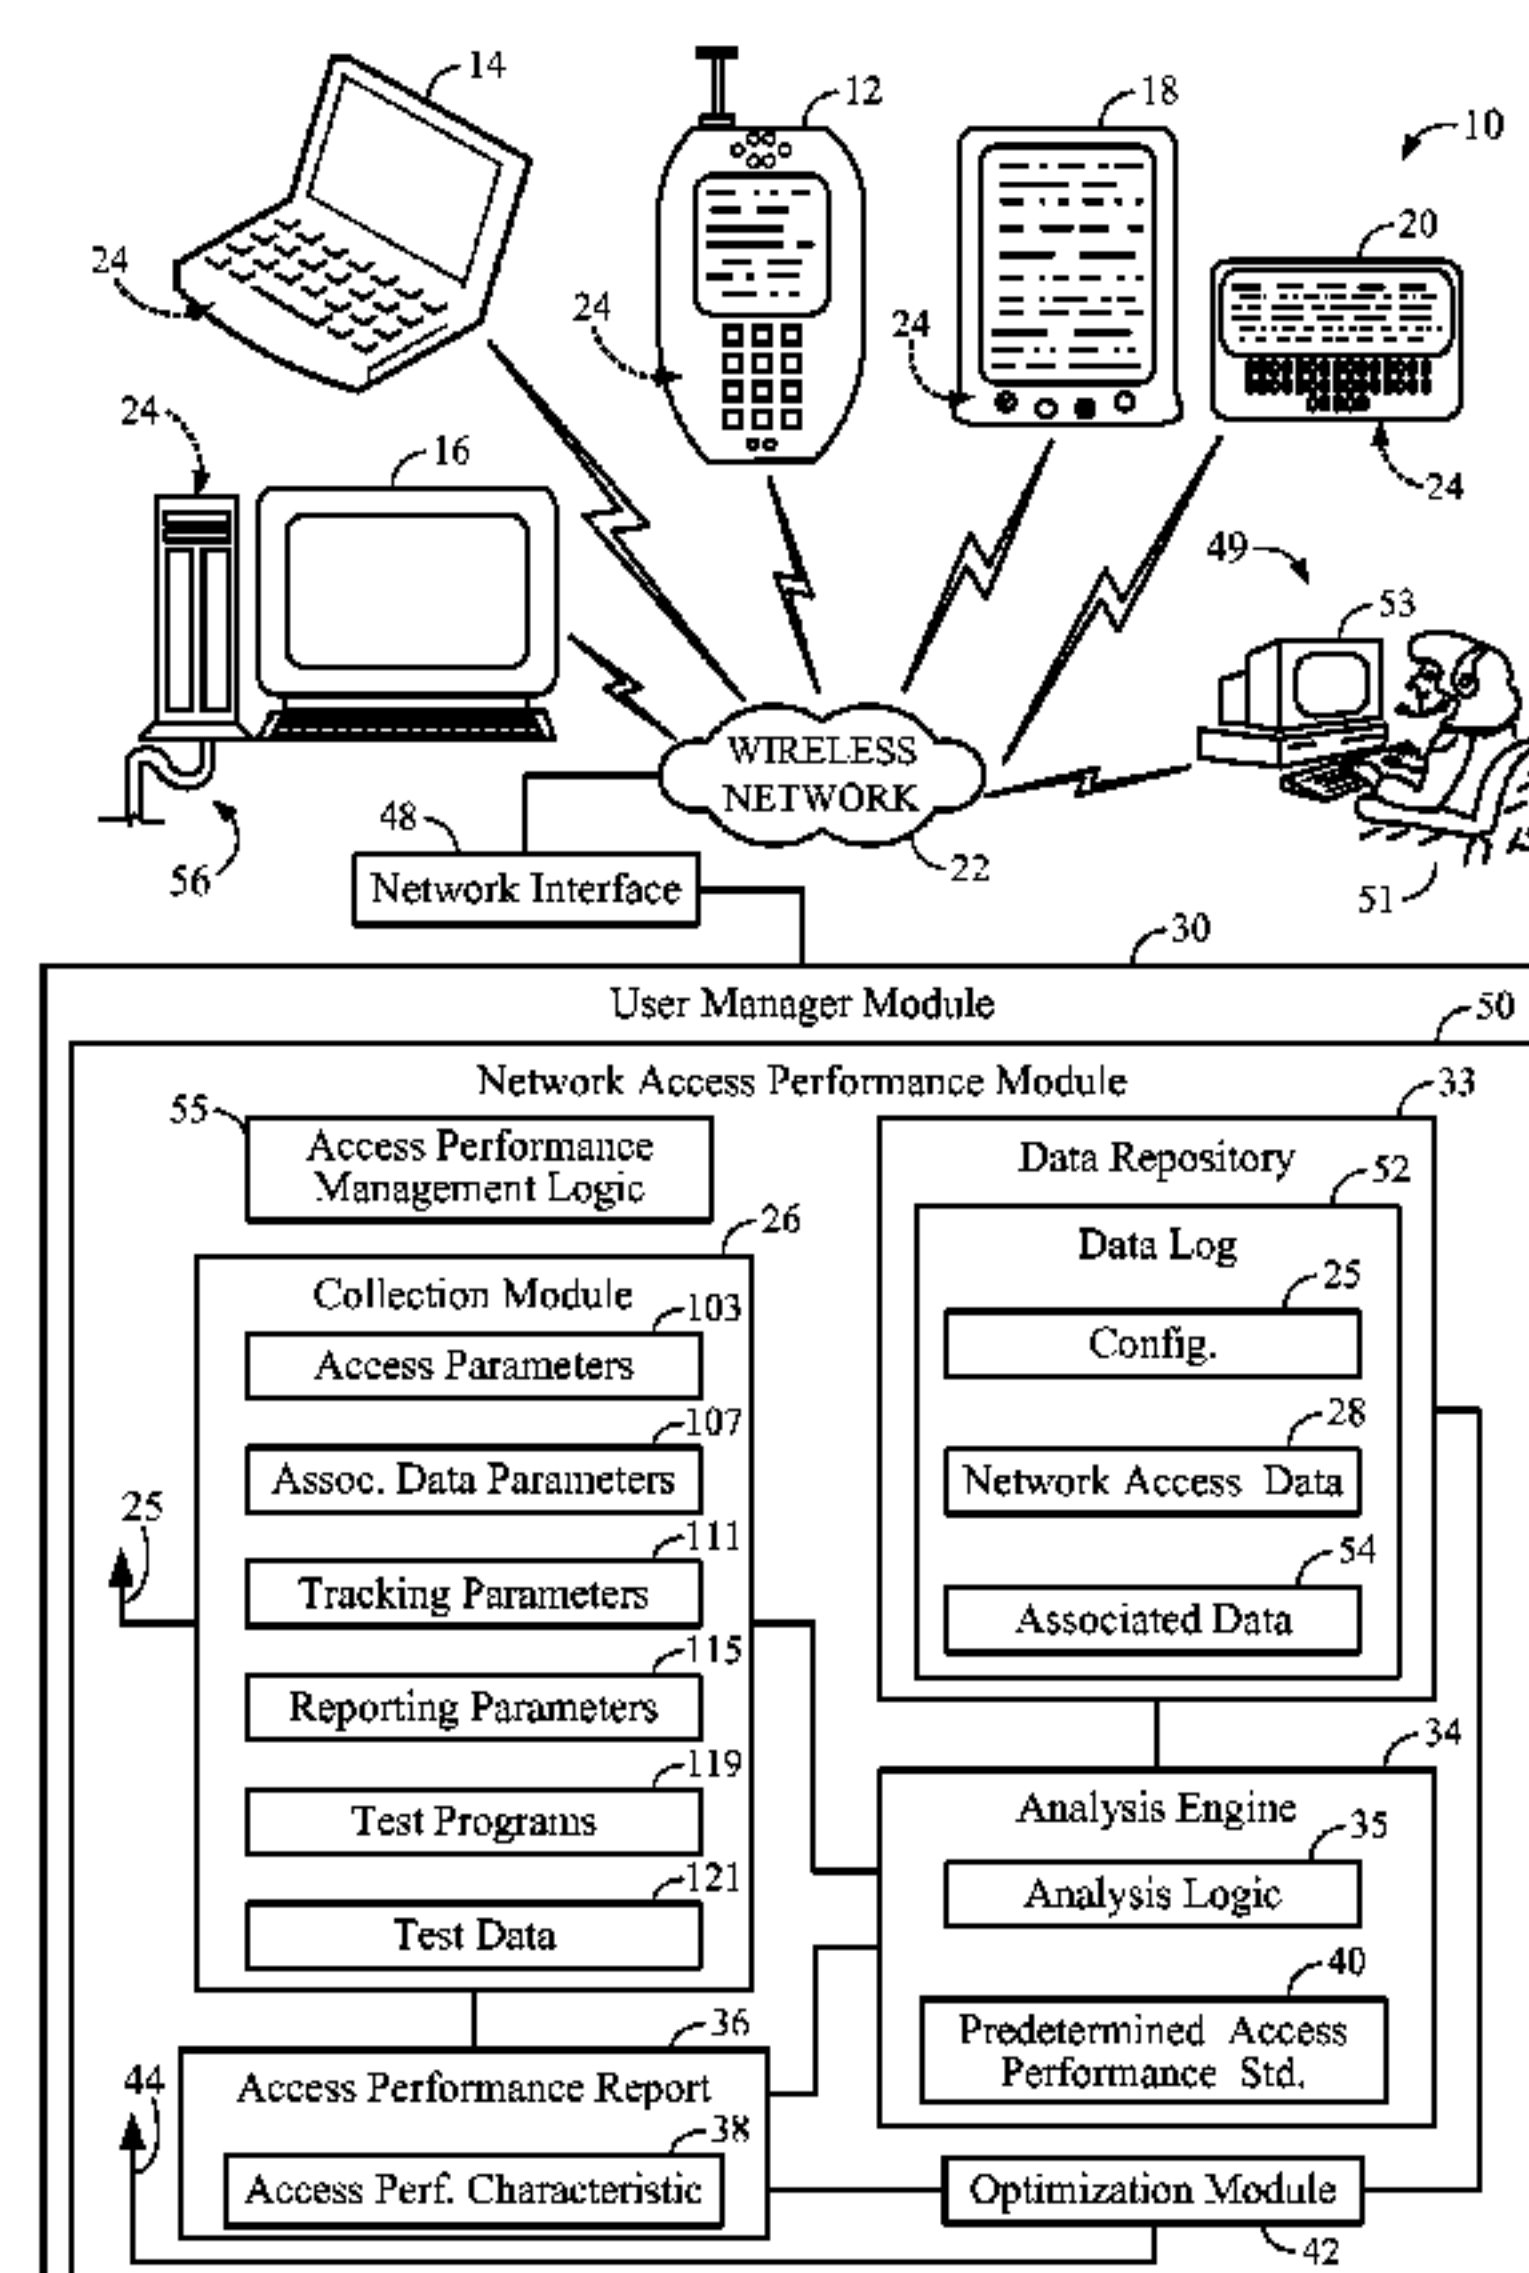 14
12
18
10
20
24
24
24
24
16
24
49
53
WIRELESS
NETWORK
48
22
56
Network Interface
51
30
User Manager Module
50
Network Access Performance Module
33
55
Access Performance
Management Logic
Data Repository
52
26
Data Log
Collection Module
25
103
Config.
Access Parameters
107
28
Assoc. Data Parameters
Network Access Data
25
111
54
Tracking Parameters
Associated Data
115
Reporting Parameters
34
119
Analysis Engine
Test Programs
35
121
Analysis Logic
Test Data
40
36
Predetermined Access
Performance Std.
44
Access Performance Report
38
Access Perf. Characteristic
Optimization Module
42